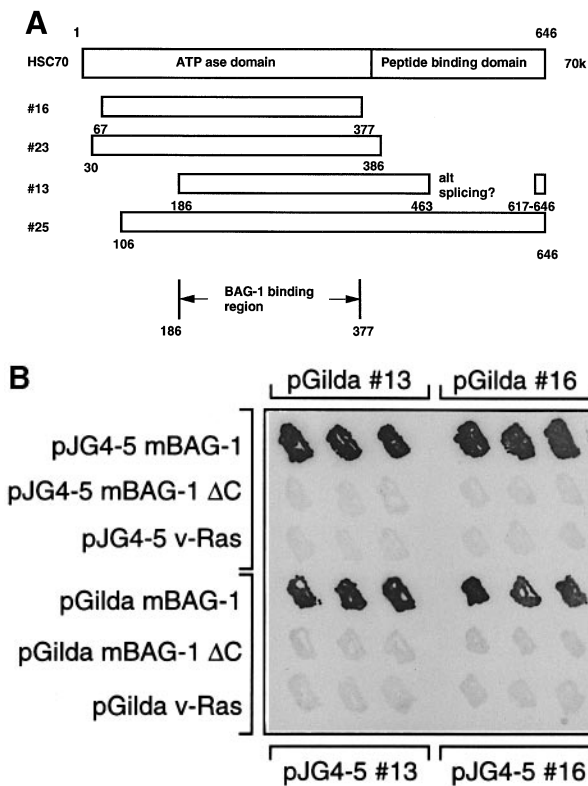 A
1 646
HSC70 ATP ase domain Peptide binding domain 70k
#16
67 377
#23
30 386
#13 alt splicing?
186 463 617-646
#25
106 646
BAG-1 binding region
186 377
B
pGilda #13 pGilda #16
pJG4-5 mBAG-1
pJG4-5 mBAG-1 ΔC
pJG4-5 v-Ras
pGilda mBAG-1
pGilda mBAG-1 ΔC
pGilda v-Ras
pJG4-5 #13 pJG4-5 #16